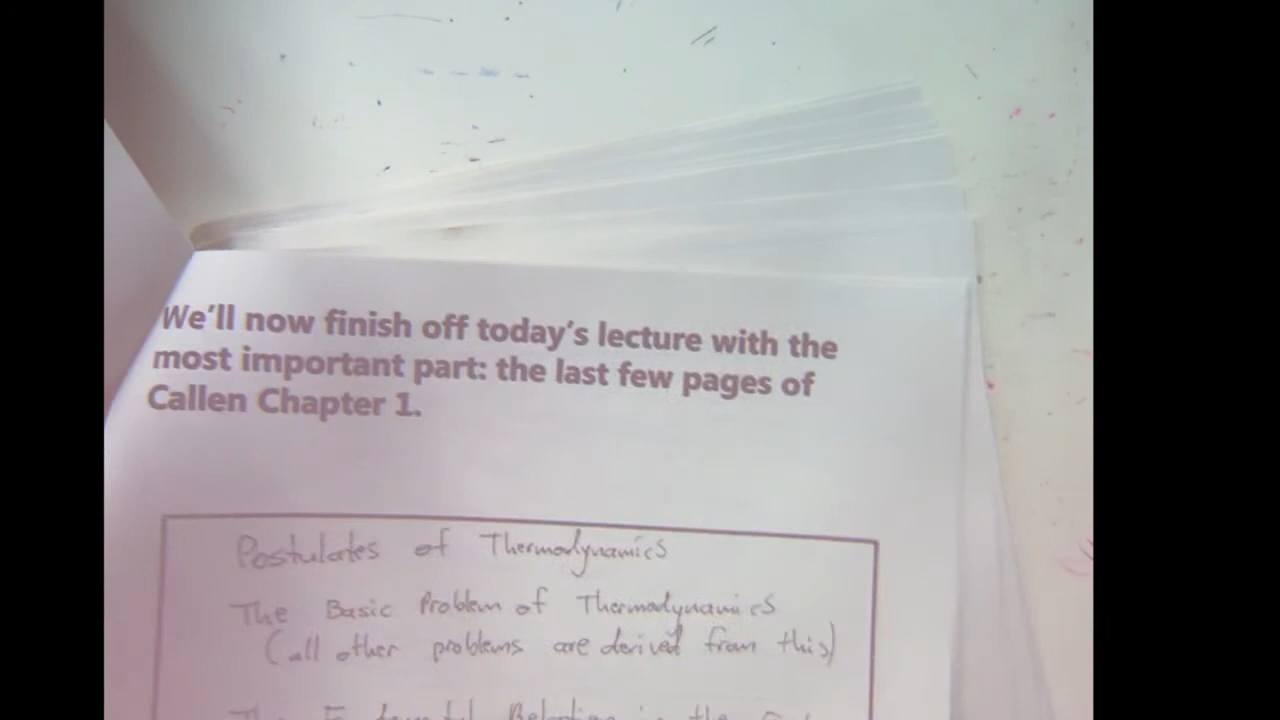 We'll now finish off today's lecture with the
most important part: the last few pages of
Callen Chapter 1.
Postulates of Thermodynamics
The Basic Problem of Thermodynamics
(all other problems are derived from this)
the